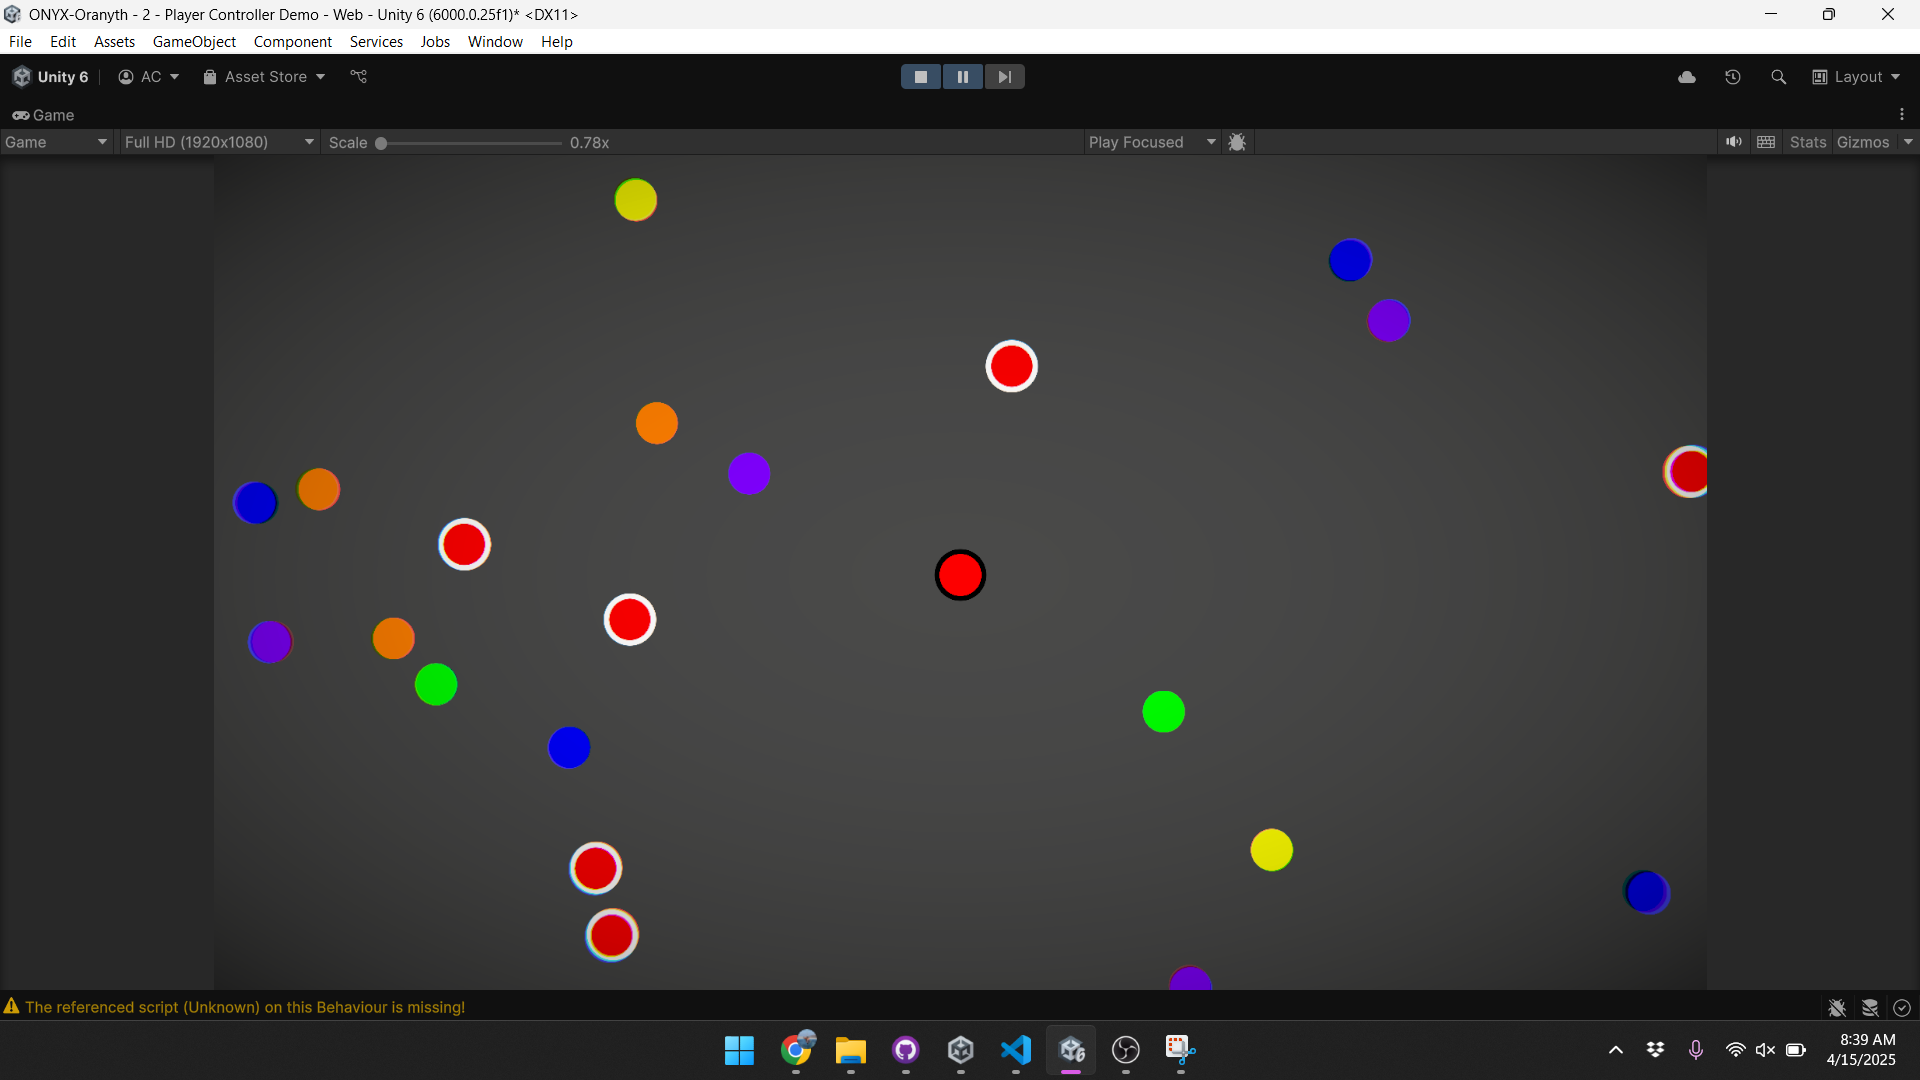 ONYX-Oranyth - 2 - Player Controller Demo - Web - Unity 6 (6000.0.25f1)* <DX11>
File Edit Assets GameObject Component Services Jobs Window Help
Unity 6 AC Asset Store Layout
Game
Game Full HD (1920x1080) Scale 0.78x Play Focused Stats Gizmos
The referenced script (Unknown) on this Behaviour is missing!
8:39 AM
4/15/2025